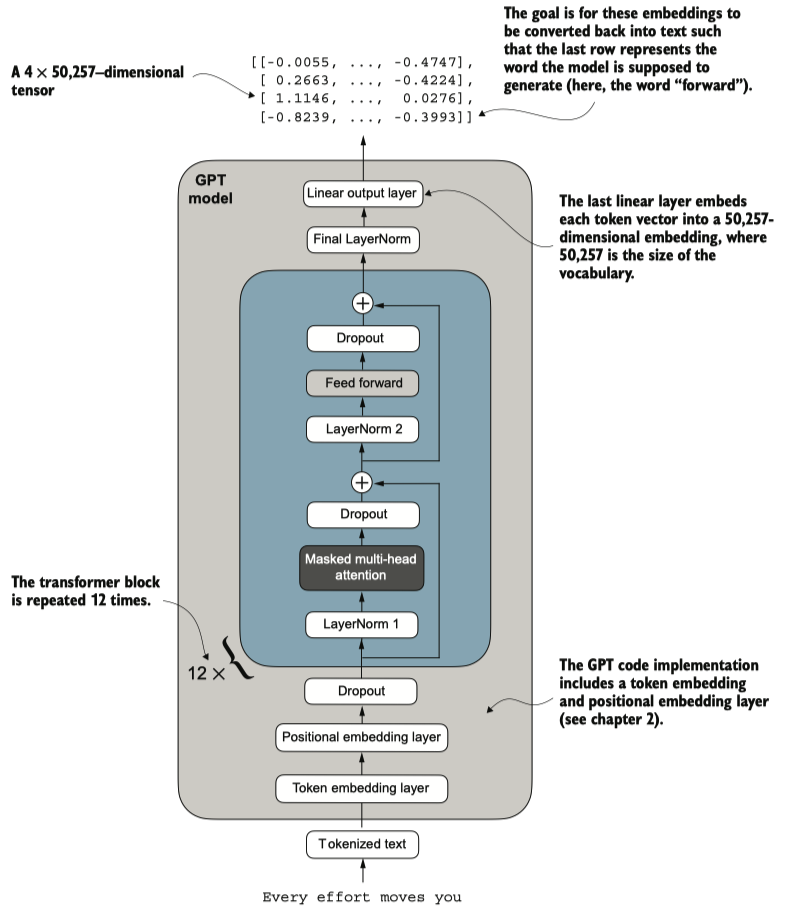 The goal is for these embeddings to
be converted back into text such
that the last row represents the
word the model is supposed to
generate (here, the word “forward”).
A 4 × 50,257–dimensional
tensor
[[-0.0055, ..., -0.4747],
[ 0.2663, ..., -0.4224],
[ 1.1146, ..., 0.0276],
[-0.8239, ..., -0.3993]]
GPT
model
Linear output layer
The last linear layer embeds
each token vector into a 50,257-
dimensional embedding, where
50,257 is the size of the
vocabulary.
Final LayerNorm
+
Dropout
Feed forward
LayerNorm 2
+
Dropout
Masked multi-head
attention
The transformer block
is repeated 12 times.
LayerNorm 1
12 × {
Dropout
The GPT code implementation
includes a token embedding
and positional embedding layer
(see chapter 2).
Positional embedding layer
Token embedding layer
Tokenized text
Every effort moves you